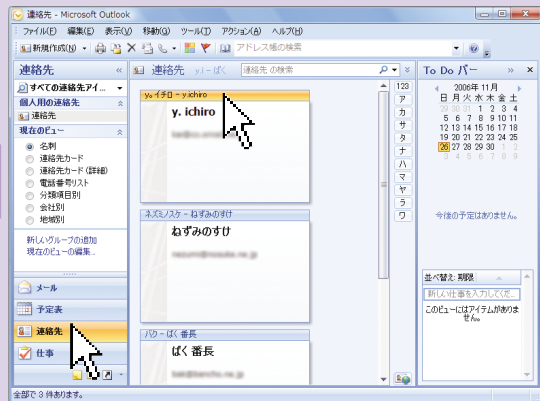 連絡先 - Microsoft Outlook
ファイル(F) 編集(E) 表示(V) 移動(G) ツール(T) アクション(A) ヘルプ(H)
新規作成(N) アドレス帳の検索
連絡先 «
すべての連絡先アイ...
個人用の連絡先
連絡先
現在のビュー
名刺
連絡先カード
連絡先カード(詳細)
電話番号リスト
分類項目別
会社別
地域別
新しいグループの追加
現在のビューの編集...
メール
予定表
連絡先
仕事
連絡先 y.i - ばく 連絡先 の検索
y。イチロ - y.ichiro
y. ichiro
ネズミノスケ - ねずみのすけ
ねずみのすけ
バク - ばく 番長
ばく 番長
123
ア
カ
サ
タ
ナ
ハ
マ
ヤ
ラ
ワ
To Do バー » ×
2006年 11月
日 月 火 水 木 金 土
29 30 31 1 2 3 4
5 6 7 8 9 10 11
12 13 14 15 16 17 18
19 20 21 22 23 24 25
26 27 28 29 30 1 2
3 4 5 6 7 8 9
今後の予定はありません。
並べ替え: 期限
新しい仕事を入力してくだ...
このビューにはアイテムがありま
せん。
全部で 3 件あります。